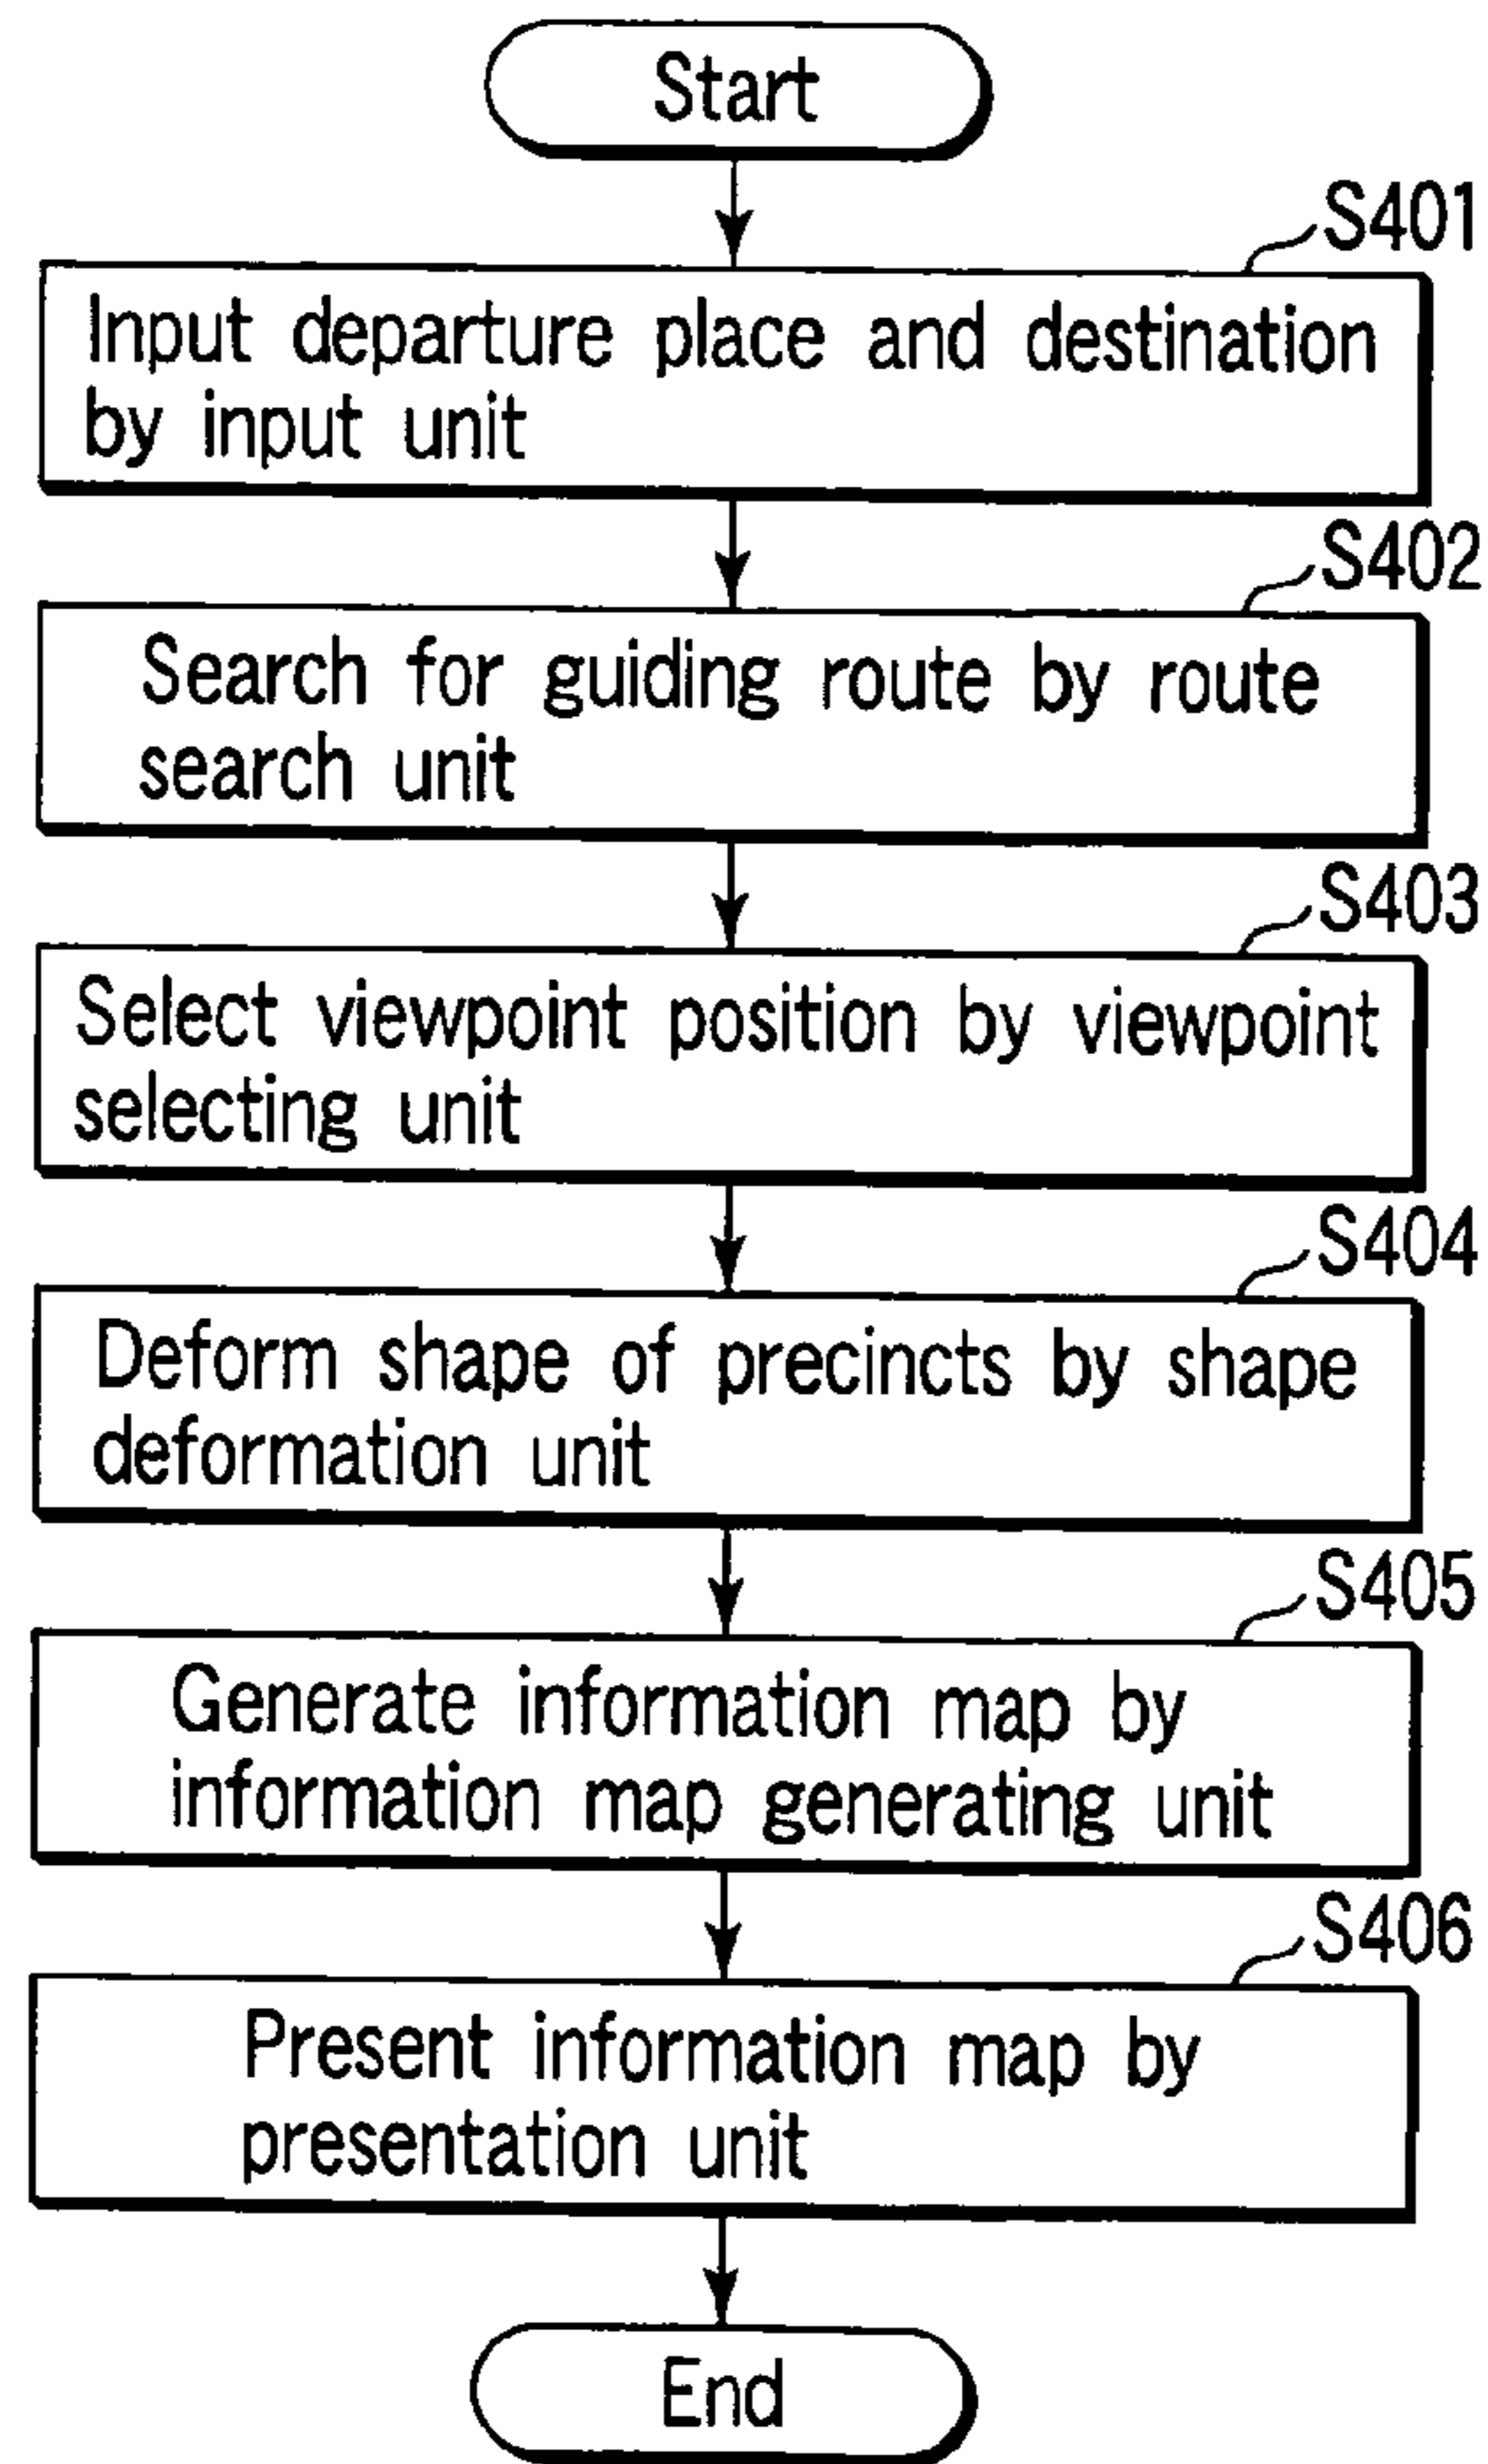 Start
S401
Input departure place and destination
by input unit
S402
Search for guiding route by route
search unit
S403
Select viewpoint position by viewpoint
selecting unit
S404
Deform shape of precincts by shape
deformation unit
S405
Generate information map by
information map generating unit
S406
Present information map by
presentation unit
End